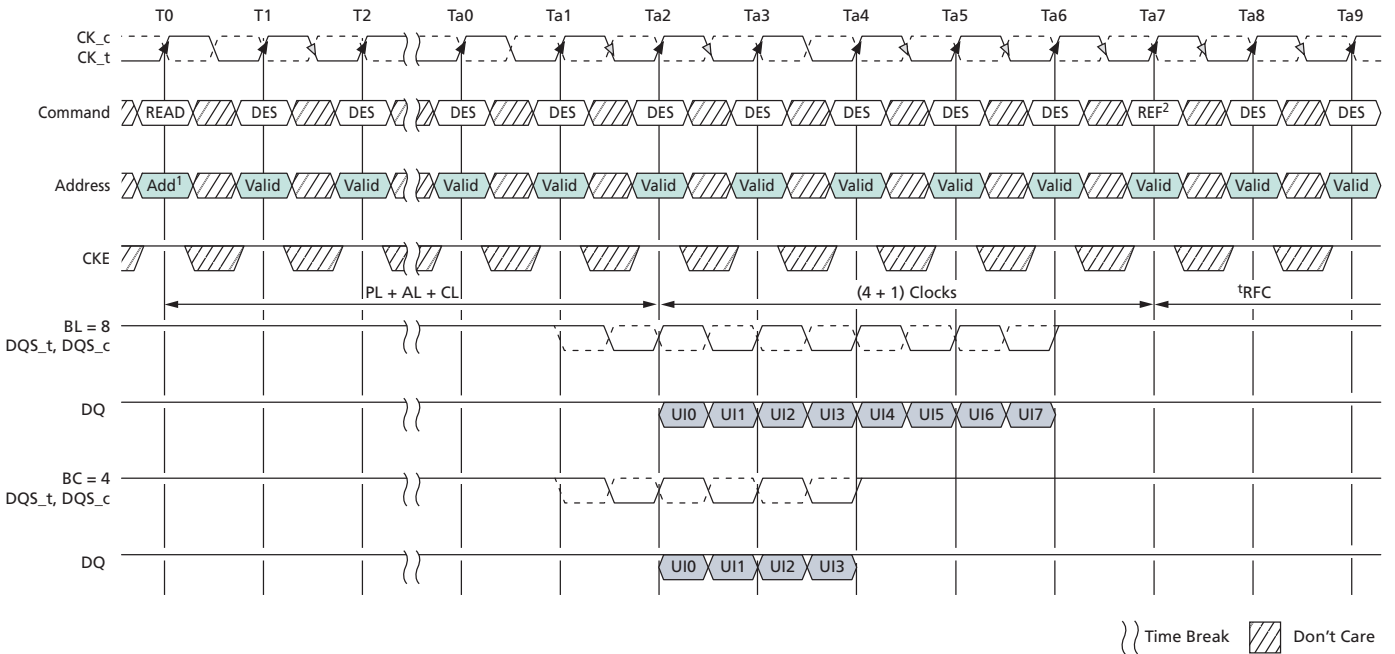 T0 T1 T2 Ta0 Ta1 Ta2 Ta3 Ta4 Ta5 Ta6 Ta7 Ta8 Ta9
CK_c
CK_t
Command READ DES DES DES DES DES DES DES DES DES REF2 DES DES
Address Add1 Valid Valid Valid Valid Valid Valid Valid Valid Valid Valid Valid Valid
CKE
PL + AL + CL (4 + 1) Clocks tRFC
BL = 8
DQS_t, DQS_c
DQ UI0 UI1 UI2 UI3 UI4 UI5 UI6 UI7
BC = 4
DQS_t, DQS_c
DQ UI0 UI1 UI2 UI3
Time Break Don't Care